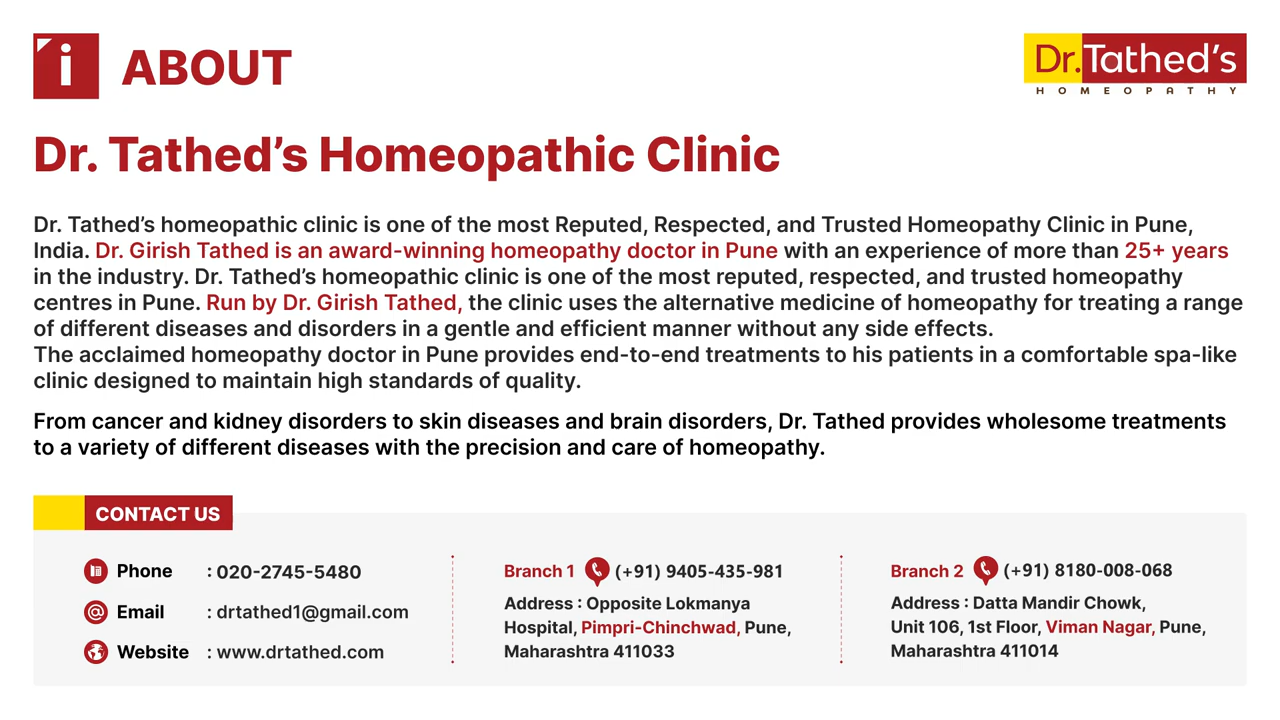 i ABOUT
Dr.Tathed's
HOMEOPATHY
Dr. Tathed's Homeopathic Clinic
Dr. Tathed's homeopathic clinic is one of the most Reputed, Respected, and Trusted Homeopathy Clinic in Pune,
India. Dr. Girish Tathed is an award-winning homeopathy doctor in Pune with an experience of more than 25+ years
in the industry. Dr. Tathed's homeopathic clinic is one of the most reputed, respected, and trusted homeopathy
centres in Pune. Run by Dr. Girish Tathed, the clinic uses the alternative medicine of homeopathy for treating a range
of different diseases and disorders in a gentle and efficient manner without any side effects.
The acclaimed homeopathy doctor in Pune provides end-to-end treatments to his patients in a comfortable spa-like
clinic designed to maintain high standards of quality.
From cancer and kidney disorders to skin diseases and brain disorders, Dr. Tathed provides wholesome treatments
to a variety of different diseases with the precision and care of homeopathy.
CONTACT US
Phone : 020-2745-5480
Email : drtathed1@gmail.com
Website : www.drtathed.com
Branch 1 (+91) 9405-435-981
Address : Opposite Lokmanya
Hospital, Pimpri-Chinchwad, Pune,
Maharashtra 411033
Branch 2 (+91) 8180-008-068
Address : Datta Mandir Chowk,
Unit 106, 1st Floor, Viman Nagar, Pune,
Maharashtra 411014